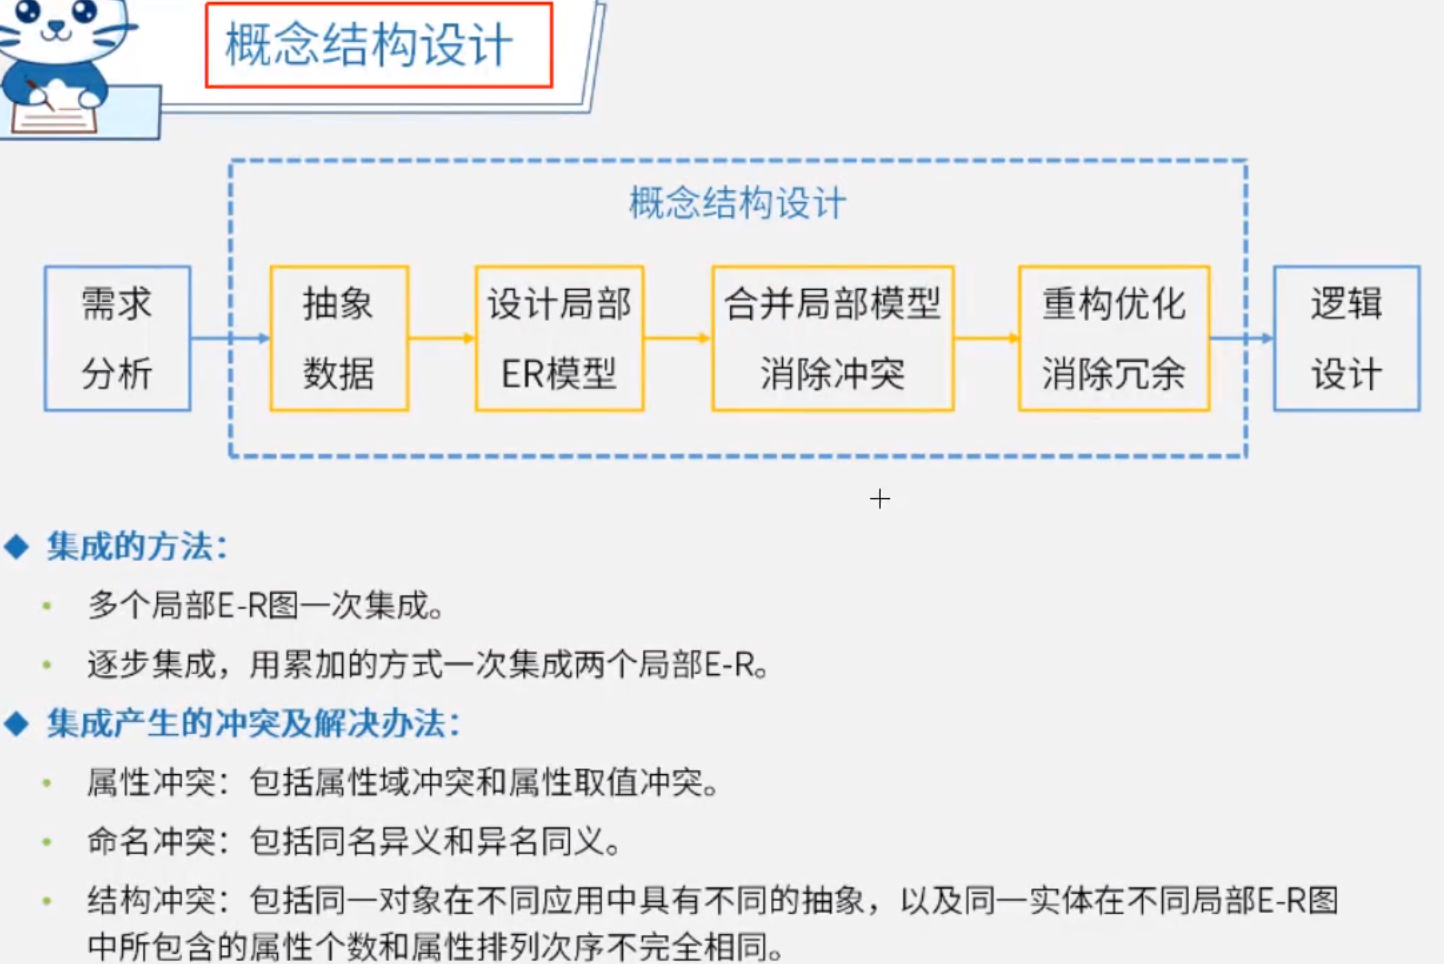 概念结构设计
概念结构设计
需求
分析
抽象
数据
设计局部
ER模型
合并局部模型
消除冲突
重构优化
消除冗余
逻辑
设计
集成的方法：
多个局部E-R图一次集成。
逐步集成，用累加的方式一次集成两个局部E-R。
集成产生的冲突及解决办法：
属性冲突：包括属性域冲突和属性取值冲突。
命名冲突：包括同名异义和异名同义。
结构冲突：包括同一对象在不同应用中具有不同的抽象，以及同一实体在不同局部E-R图
中所包含的属性个数和属性排列次序不完全相同。